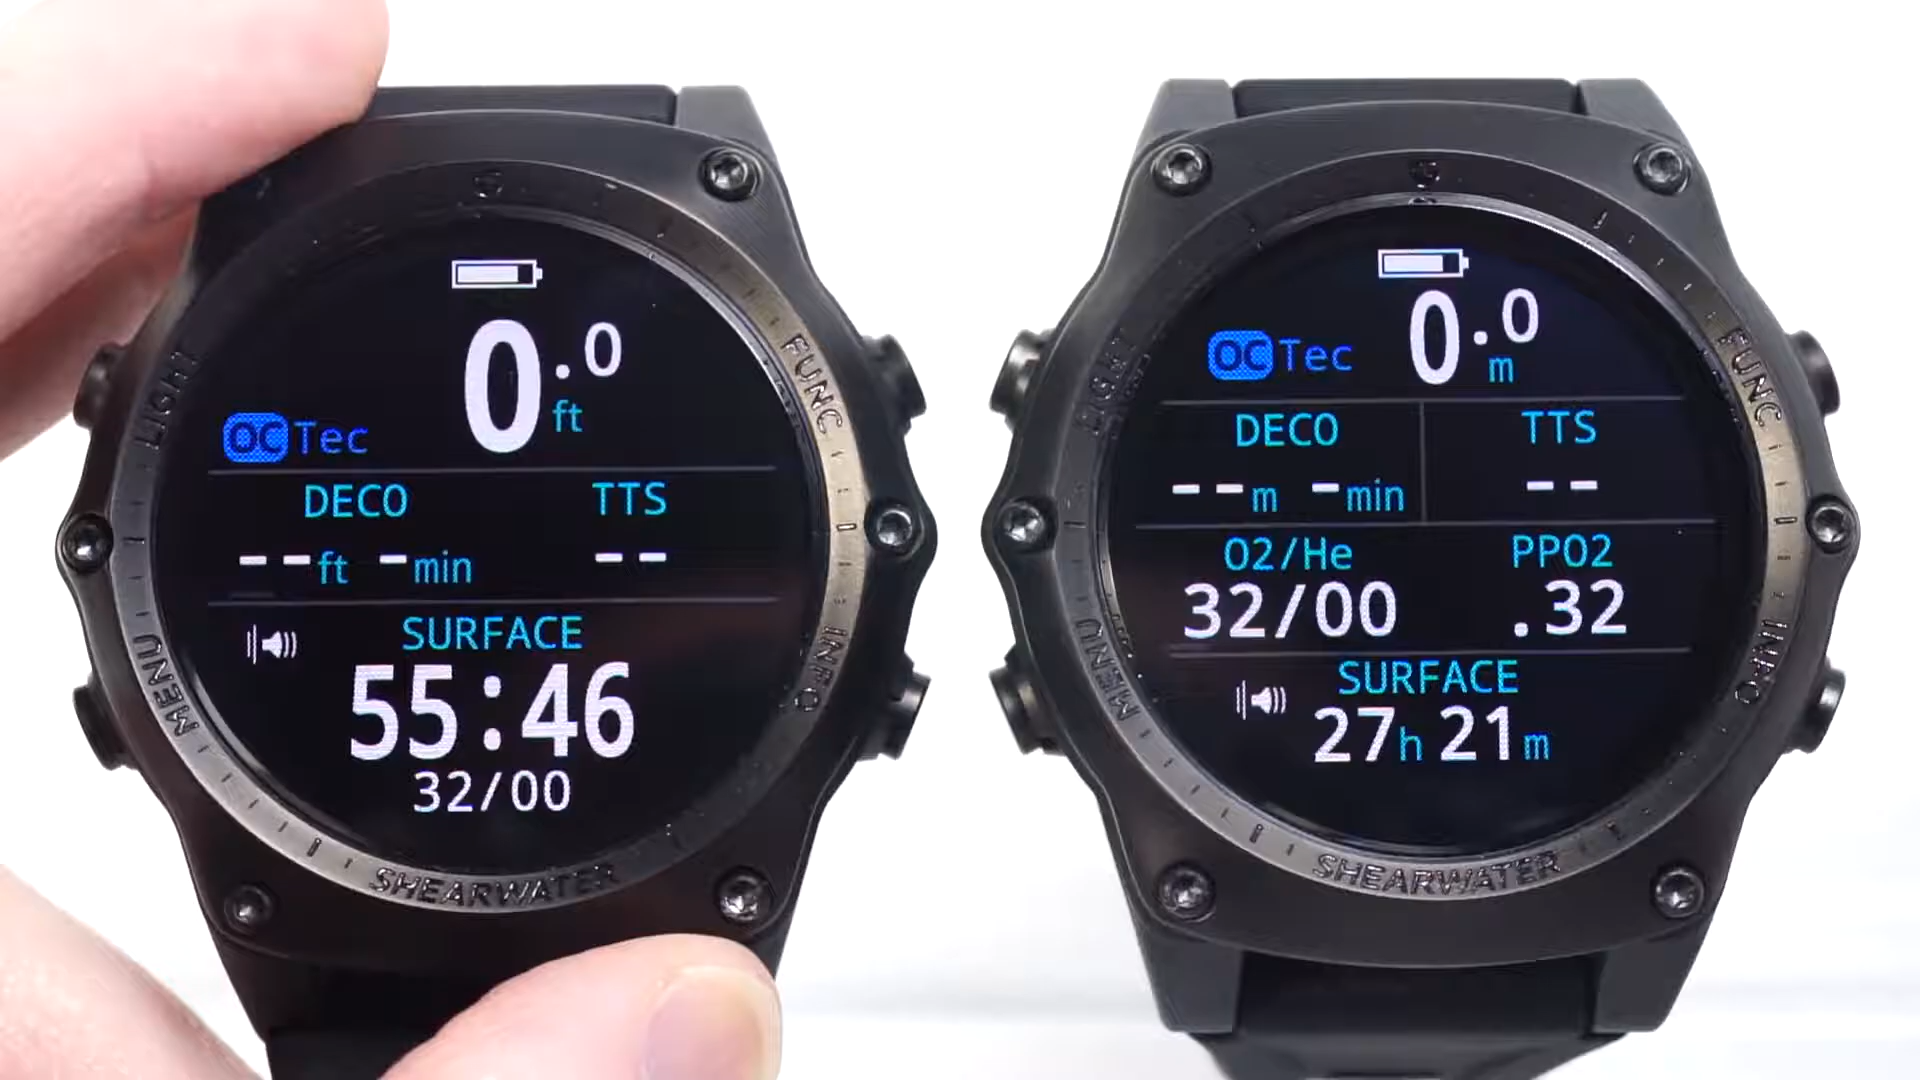 0.0 ft
OC Tec
DECO TTS
-- ft - min --
SURFACE
55:46
32/00
LIGHT
FUNC
MENU
INFO
SHEARWATER
0.0 m
OC Tec
DECO TTS
-- m - min --
O2/He PPO2
32/00 .32
SURFACE
27h 21m
LIGHT
FUNC
MENU
INFO
SHEARWATER